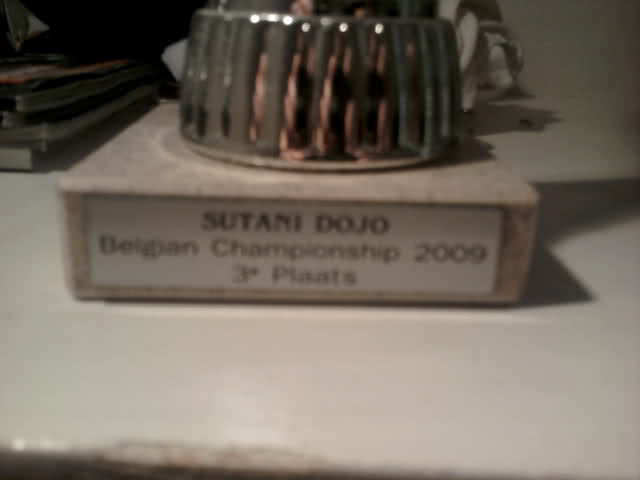 SUTANI DOJO
Belgian Championship 2009
3ᵉ Plaats